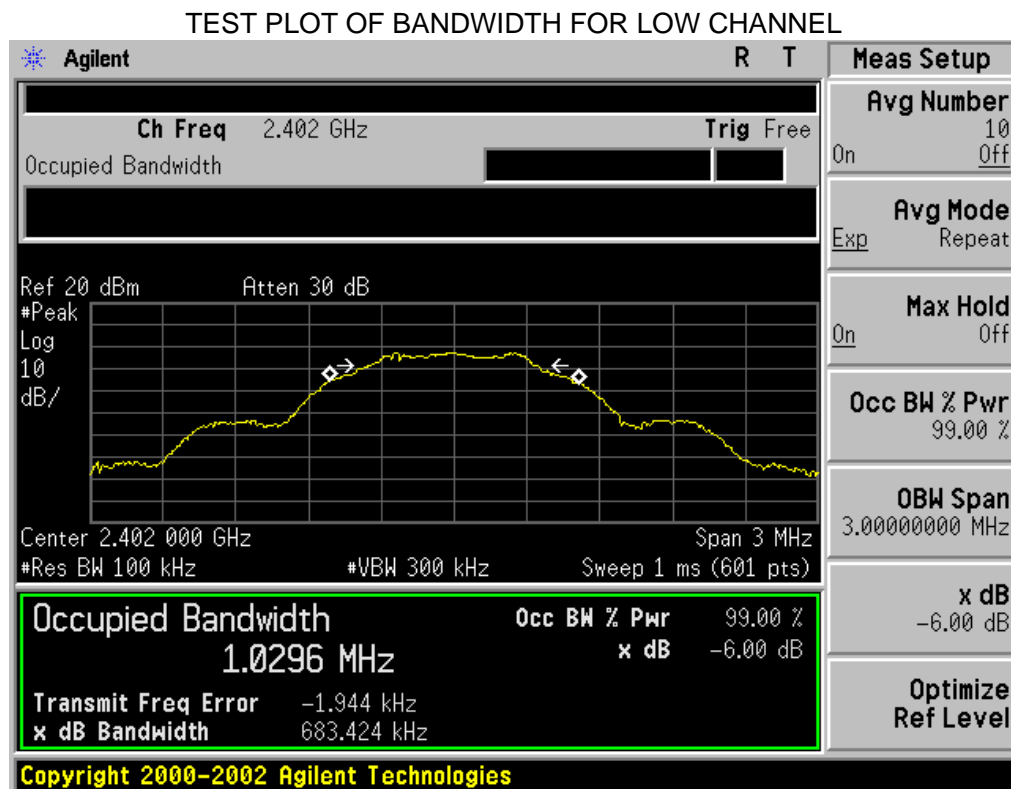 TEST PLOT OF BANDWIDTH FOR LOW CHANNEL
Agilent R T
Ch Freq 2.402 GHz Trig Free
Occupied Bandwidth
Ref 20 dBm Atten 30 dB
#Peak
Log
10
dB/
Center 2.402 000 GHz Span 3 MHz
#Res BW 100 kHz #VBW 300 kHz Sweep 1 ms (601 pts)
Occupied Bandwidth
1.0296 MHz
Occ BW % Pwr 99.00 %
x dB -6.00 dB
Transmit Freq Error -1.944 kHz
x dB Bandwidth 683.424 kHz
Copyright 2000-2002 Agilent Technologies
Meas Setup
Avg Number
10
On Off
Avg Mode
Exp Repeat
Max Hold
On Off
Occ BW % Pwr
99.00 %
OBW Span
3.00000000 MHz
x dB
-6.00 dB
Optimize
Ref Level